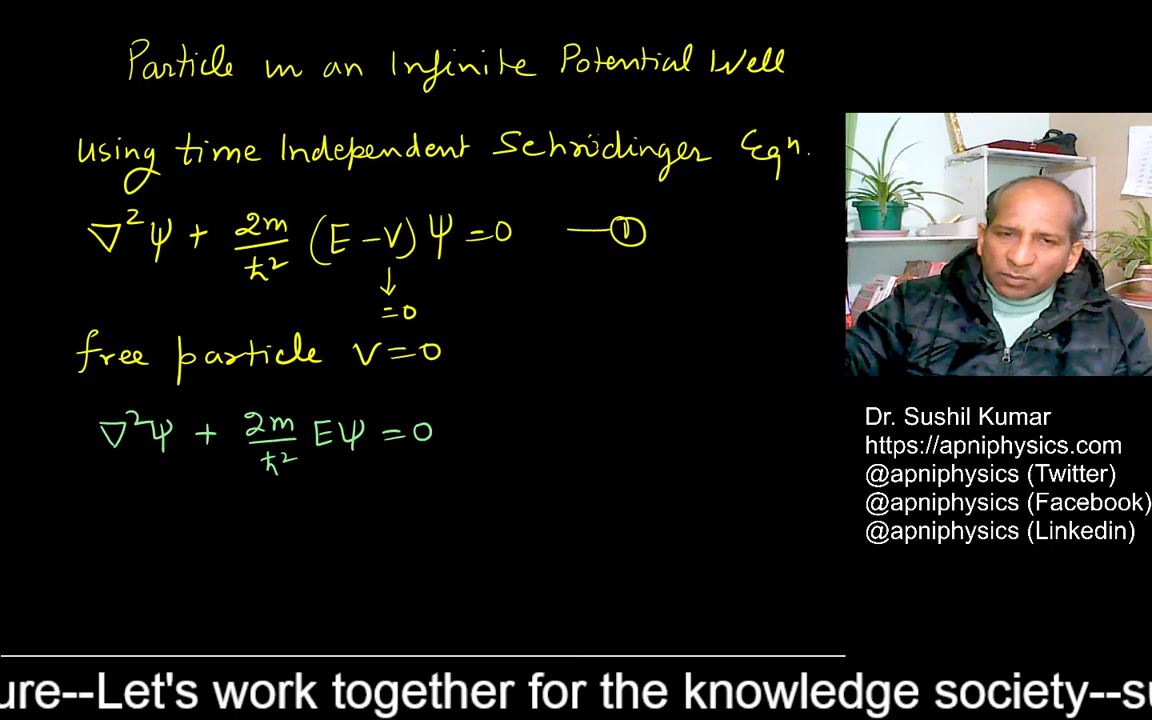 Particle in an Infinite Potential Well
using time Independent Schrödinger Eqⁿ.
∇²Ψ + 2m/ħ² (E - V) Ψ = 0 —①
↓
= 0
free particle V = 0
∇²Ψ + 2m/ħ² EΨ = 0
Dr. Sushil Kumar
https://apniphysics.com
@apniphysics (Twitter)
@apniphysics (Facebook)
@apniphysics (Linkedin)
ure--Let's work together for the knowledge society--su